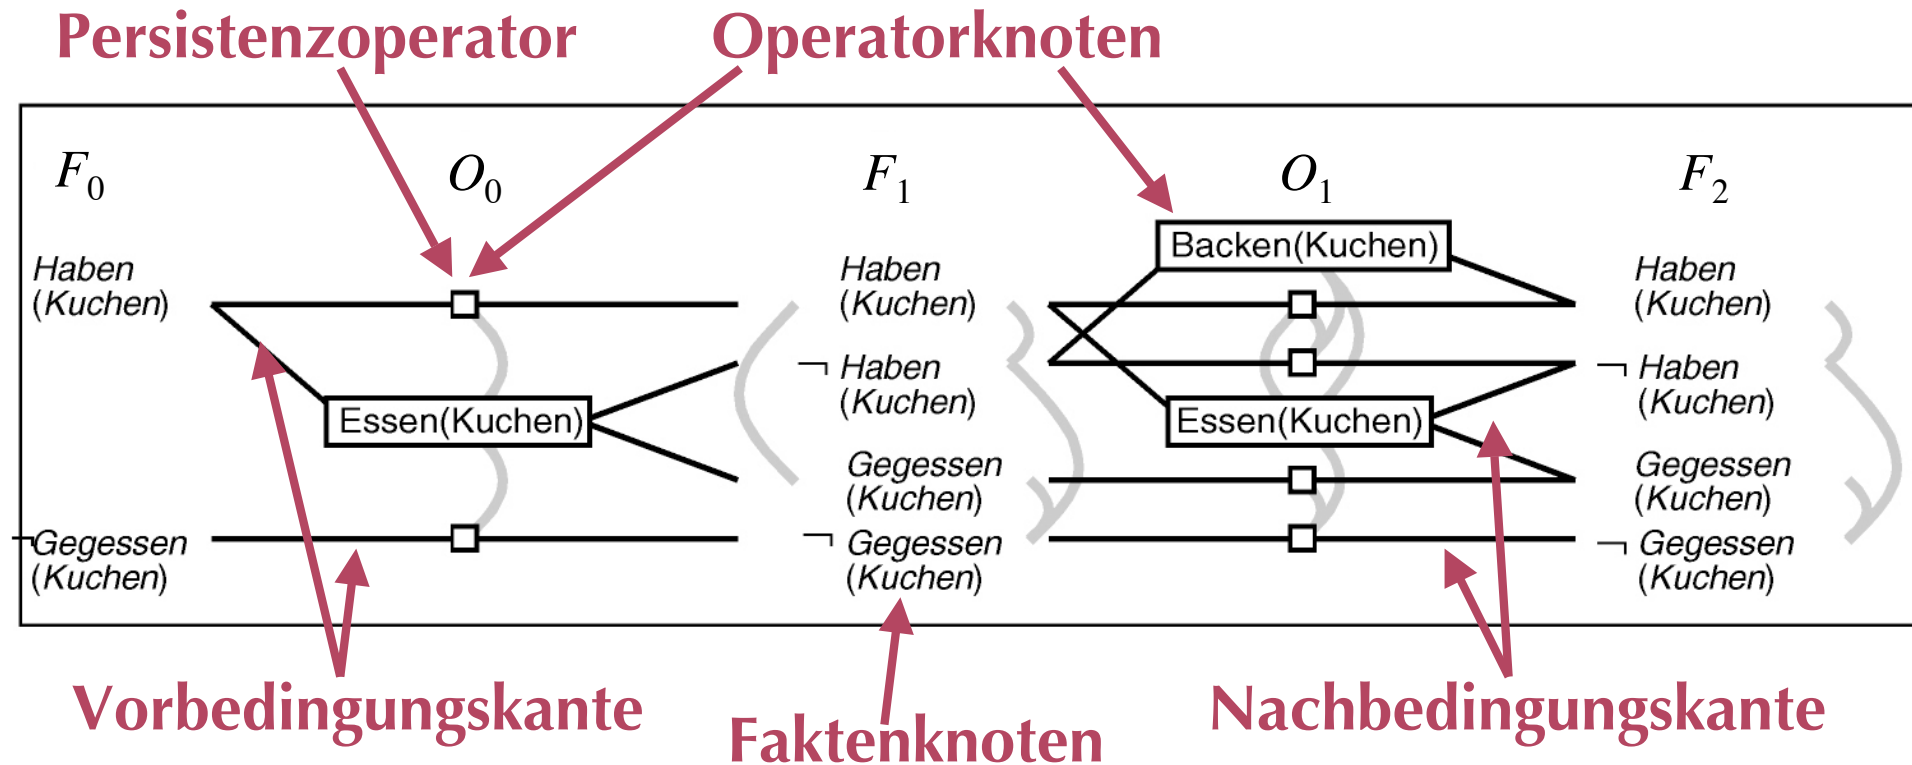 Persistenzoperator Operatorknoten
F0 O0 F1 O1 F2
Backen(Kuchen)
Haben Haben Haben
(Kuchen) (Kuchen) (Kuchen)
¬ Haben ¬ Haben
(Kuchen) (Kuchen)
Essen(Kuchen) Essen(Kuchen)
Gegessen Gegessen
(Kuchen) (Kuchen)
¬Gegessen ¬ Gegessen ¬ Gegessen
(Kuchen) (Kuchen) (Kuchen)
Vorbedingungskante Faktenknoten Nachbedingungskante